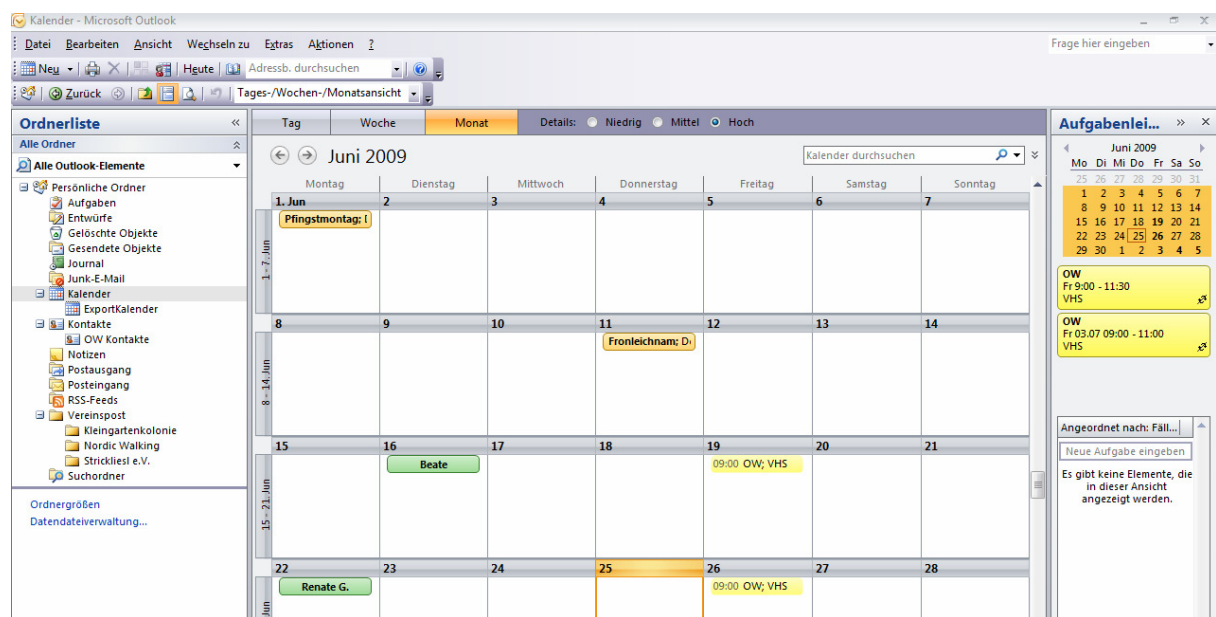 Kalender - Microsoft Outlook
Datei Bearbeiten Ansicht Wechseln zu Extras Aktionen ? Frage hier eingeben
Neu Heute Adressb. durchsuchen
Zurück Tages-/Wochen-/Monatsansicht
Ordnerliste «
Alle Ordner
Alle Outlook-Elemente
Persönliche Ordner
Aufgaben
Entwürfe
Gelöschte Objekte
Gesendete Objekte
Journal
Junk-E-Mail
Kalender
ExportKalender
Kontakte
OW Kontakte
Notizen
Postausgang
Posteingang
RSS-Feeds
Vereinspost
Kleingartenkolonie
Nordic Walking
Strickliesl e.V.
Suchordner
Ordnergrößen
Datendateiverwaltung...
Tag Woche Monat Details: Niedrig Mittel Hoch
Juni 2009 Kalender durchsuchen
Montag Dienstag Mittwoch Donnerstag Freitag Samstag Sonntag
1. Jun 2 3 4 5 6 7
Pfingstmontag; D
1 - 7. Jun
8 9 10 11 12 13 14
Fronleichnam; D
8 - 14. Jun
15 16 17 18 19 20 21
Beate 09:00 OW; VHS
15 - 21. Jun
22 23 24 25 26 27 28
Renate G. 09:00 OW; VHS
Jun
Aufgabenlei... »
Juni 2009
Mo Di Mi Do Fr Sa So
25 26 27 28 29 30 31
1 2 3 4 5 6 7
8 9 10 11 12 13 14
15 16 17 18 19 20 21
22 23 24 25 26 27 28
29 30 1 2 3 4 5
OW
Fr 9:00 - 11:30
VHS
OW
Fr 03.07 09:00 - 11:00
VHS
Angeordnet nach: Fäll...
Neue Aufgabe eingeben
Es gibt keine Elemente, die
in dieser Ansicht
angezeigt werden.